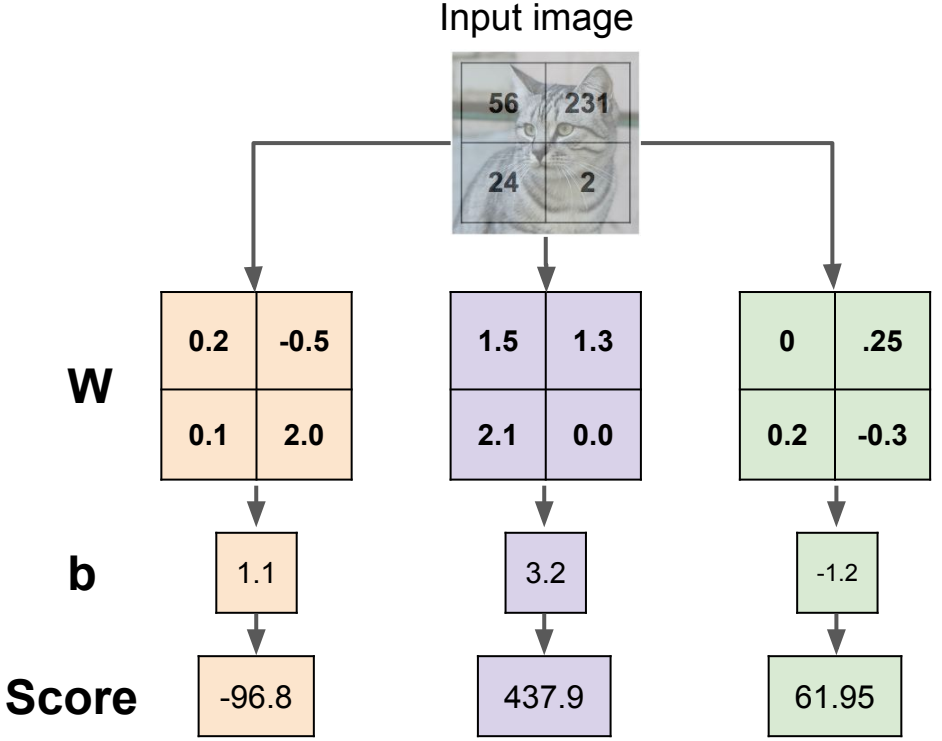 Input image
56 231
24 2
W
0.2 -0.5 1.5 1.3 0 .25
0.1 2.0 2.1 0.0 0.2 -0.3
b 1.1 3.2 -1.2
Score -96.8 437.9 61.95